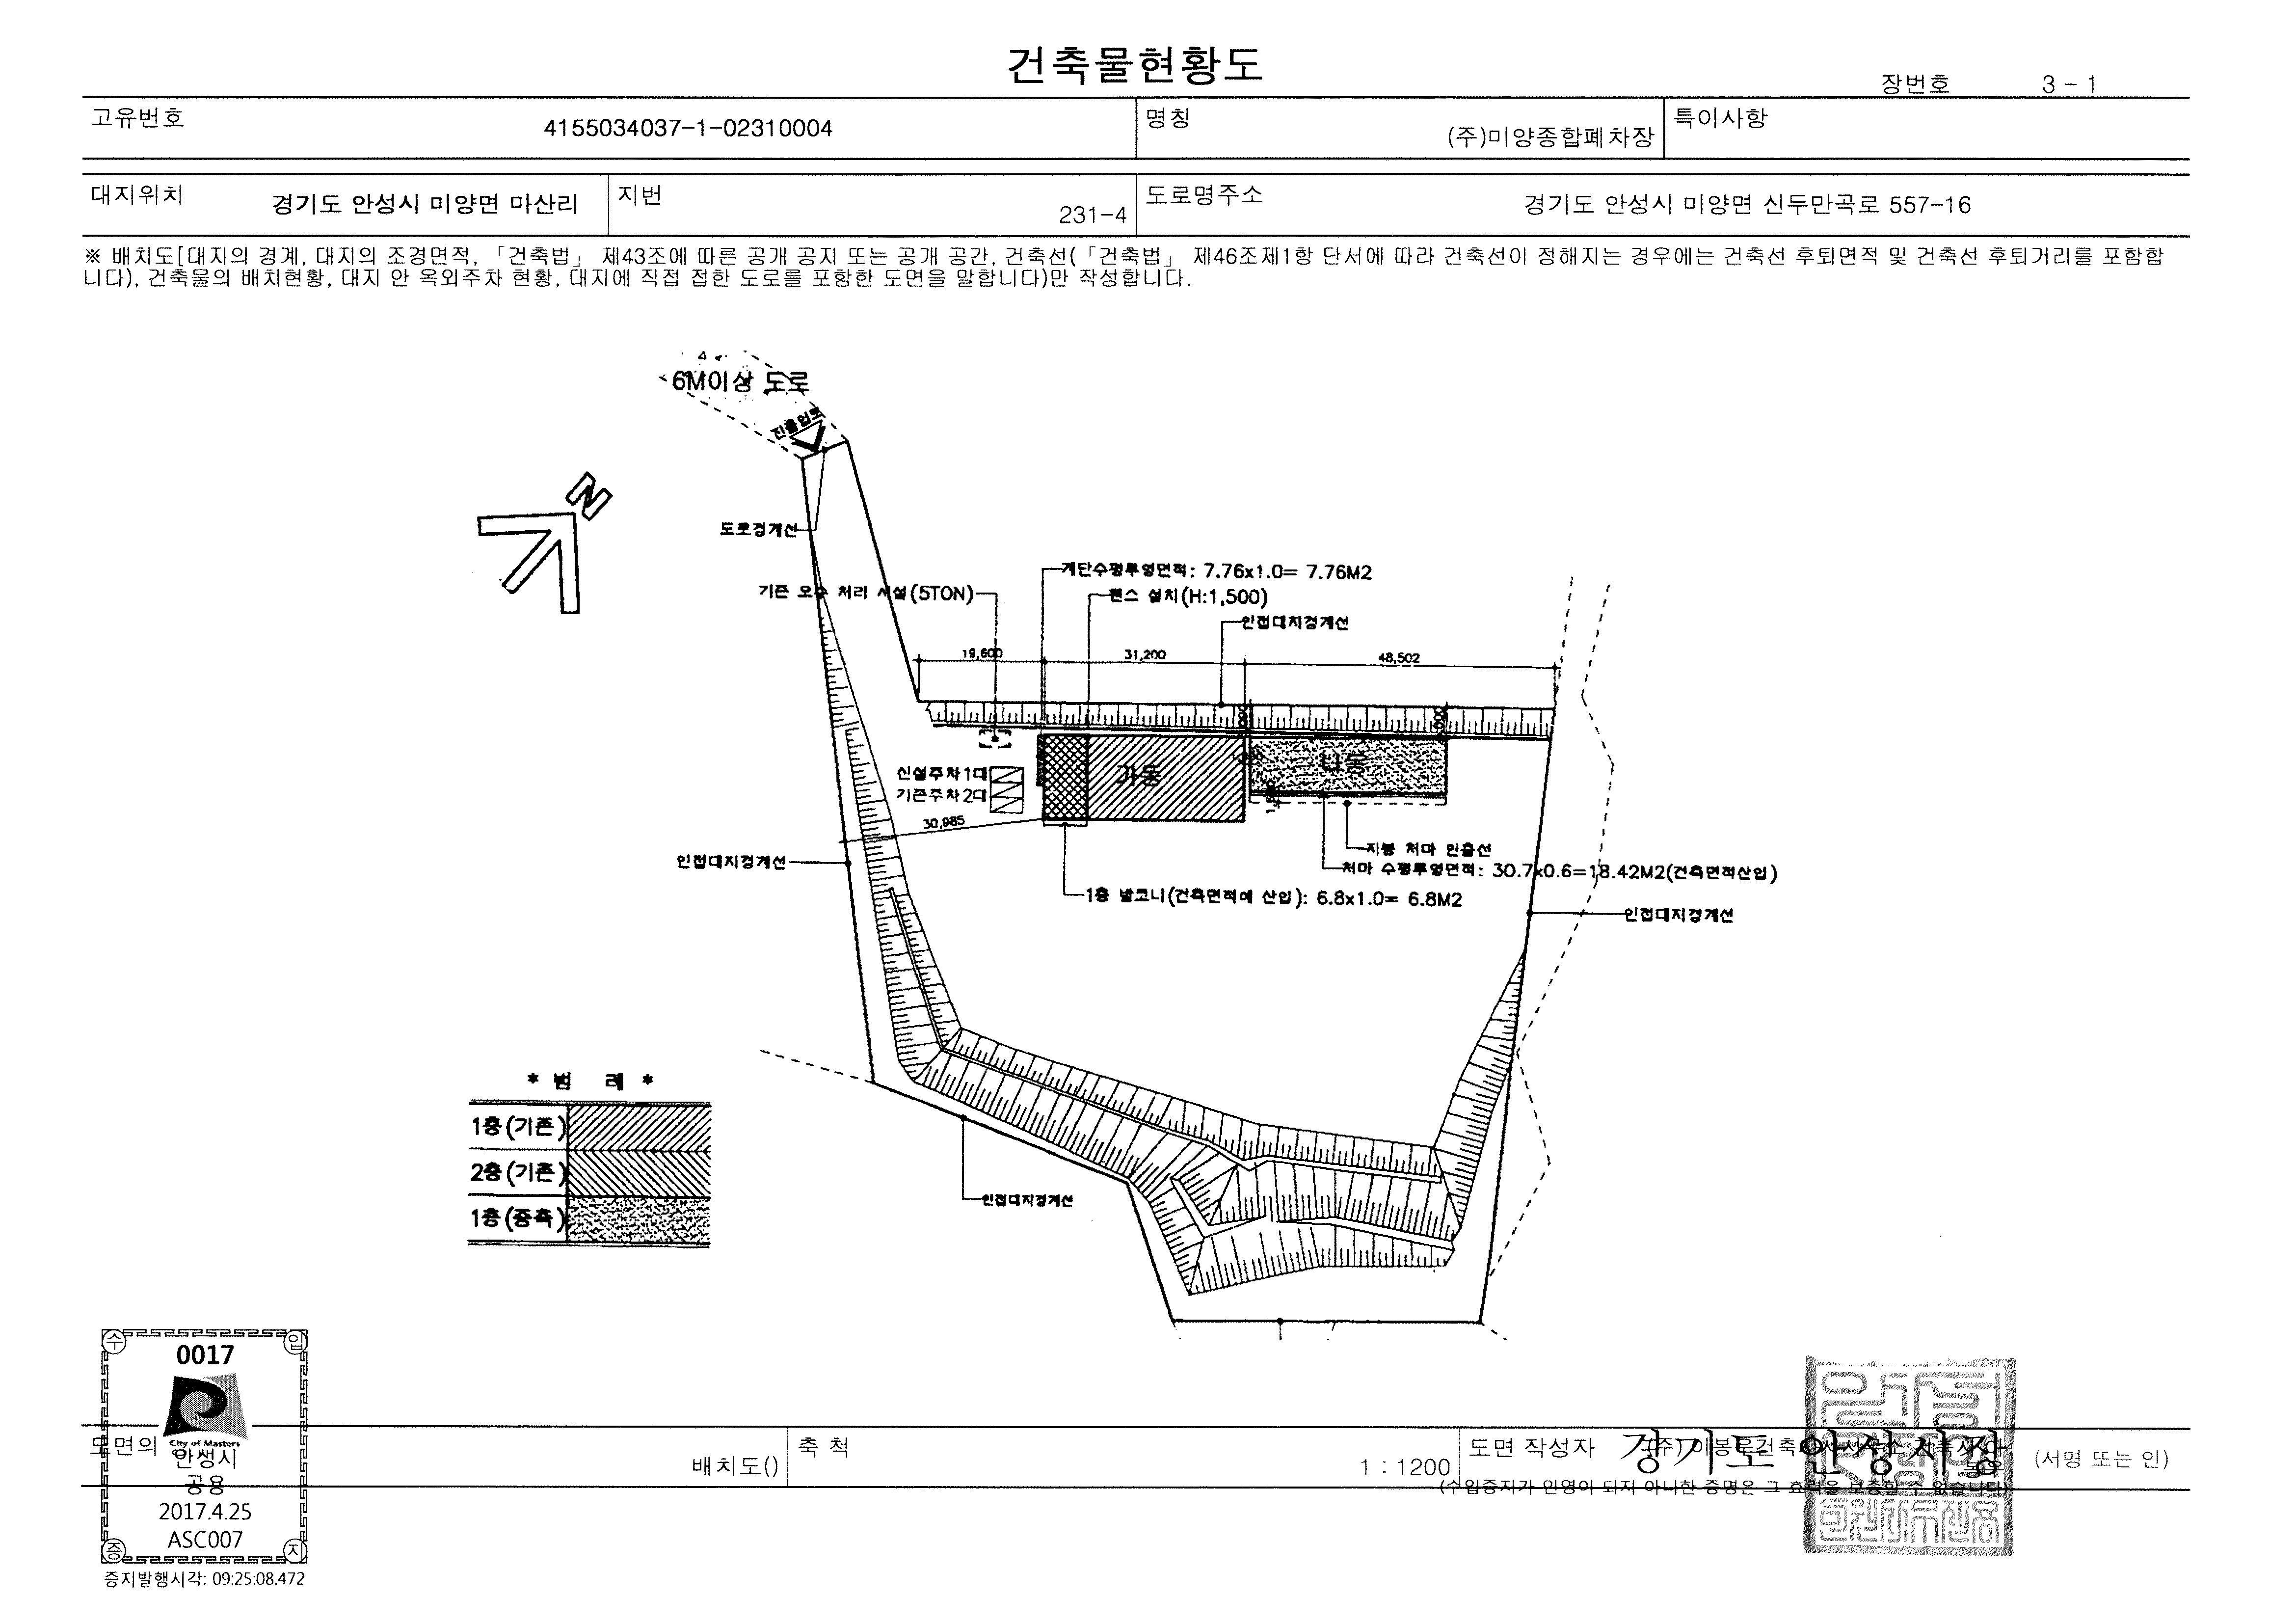 건축물현황도
장번호 3 - 1
고유번호 4155034037-1-02310004
명칭 (주)미양종합폐차장
특이사항
대지위치 경기도 안성시 미양면 마산리
지번 231-4
도로명주소 경기도 안성시 미양면 신두만곡로 557-16
※ 배치도[대지의 경계, 대지의 조경면적, 「건축법」 제43조에 따른 공개 공지 또는 공개 공간, 건축선(「건축법」 제46조제1항 단서에 따라 건축선이 정해지는 경우에는 건축선 후퇴면적 및 건축선 후퇴거리를 포함합
니다), 건축물의 배치현황, 대지 안 옥외주차 현황, 대지에 직접 접한 도로를 포함한 도면을 말합니다)만 작성합니다.
6M이상 도로
진출입로
N
도로경계선
계단수평투영면적: 7.76x1.0= 7.76M2
기존 오수 처리 시설(5TON)
휀스 설치(H:1,500)
인접대지경계선
19,600 31,200 48,502
가동 나동
신설주차1대
기존주차2대
30,985
인접대지경계선
지붕 처마 인출선
처마 수평투영면적: 30.7x0.6=18.42M2(건축면적산입)
1층 발코니(건축면적에 산입): 6.8x1.0= 6.8M2
인접대지경계선
* 범 례 *
1층(기존)
2층(기존)
1층(증축)
인접대지경계선
수 입
0017
City of Masters
안성시
공용
2017.4.25
ASC007
증 지
증지발행시각: 09:25:08.472
도면의 배치도()
축 척 1 : 1200
도면 작성자
경기도 안성시장
(서명 또는 인)
(수입증지가 인영이 되지 아니한 증명은 그 효력을 보증할 수 없습니다)